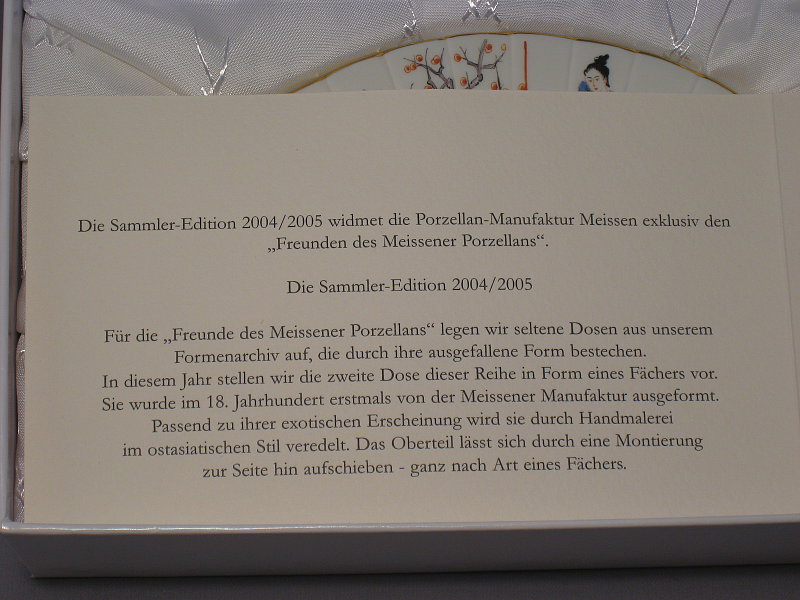 Die Sammler-Edition 2004/2005 widmet die Porzellan-Manufaktur Meissen exklusiv den
„Freunden des Meissener Porzellans“.
Die Sammler-Edition 2004/2005
Für die „Freunde des Meissener Porzellans“ legen wir seltene Dosen aus unserem
Formenarchiv auf, die durch ihre ausgefallene Form bestechen.
In diesem Jahr stellen wir die zweite Dose dieser Reihe in Form eines Fächers vor.
Sie wurde im 18. Jahrhundert erstmals von der Meissener Manufaktur ausgeformt.
Passend zu ihrer exotischen Erscheinung wird sie durch Handmalerei
im ostasiatischen Stil veredelt. Das Oberteil lässt sich durch eine Montierung
zur Seite hin aufschieben - ganz nach Art eines Fächers.